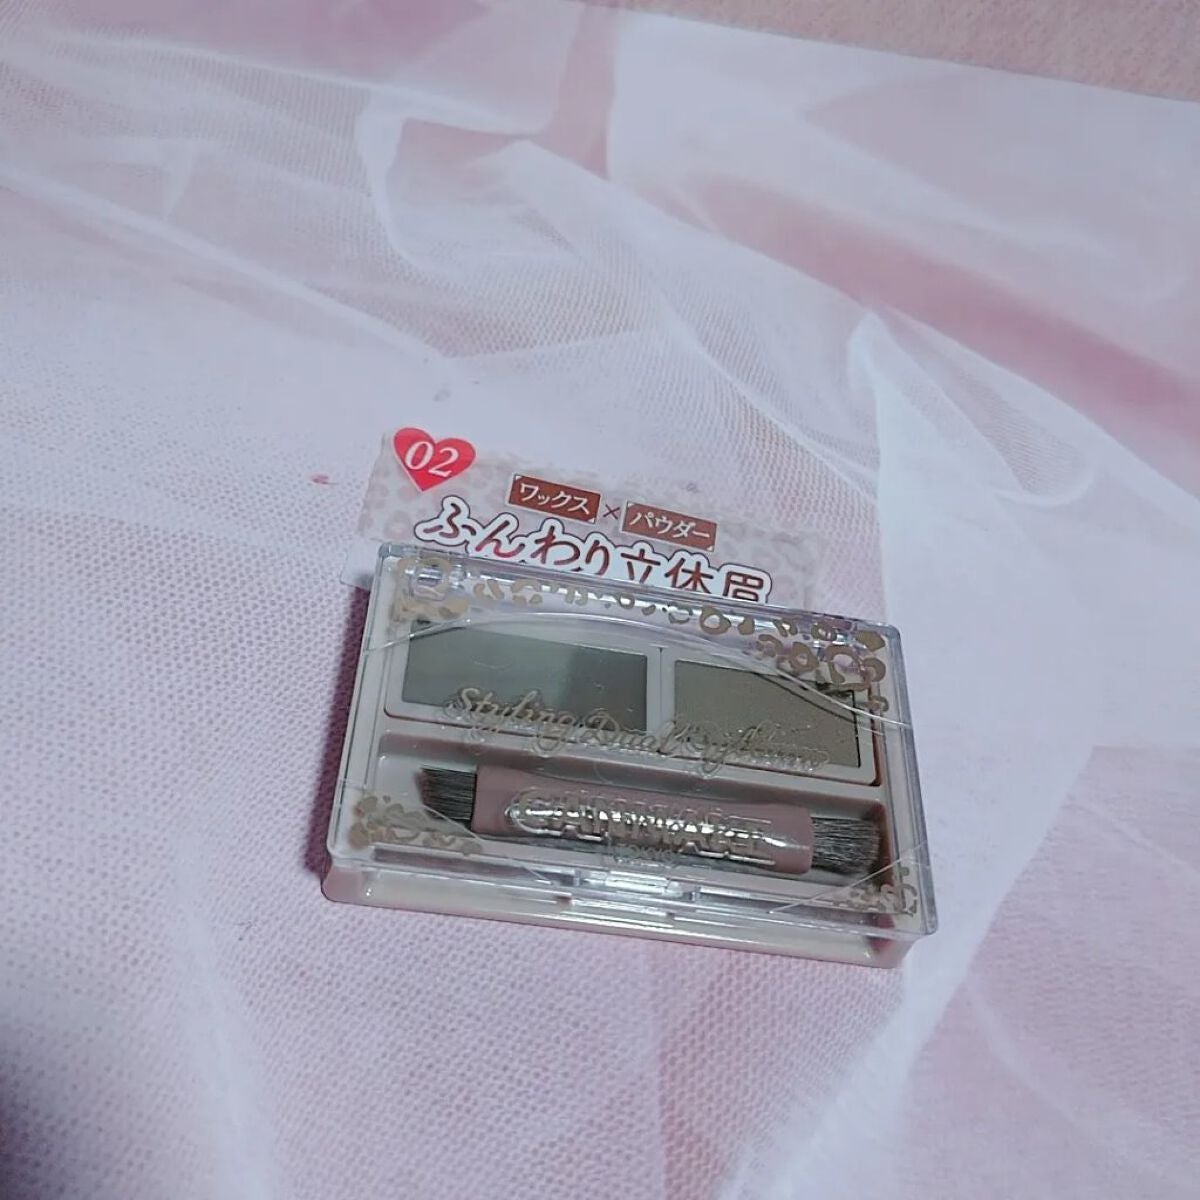 02
ワックス × パウダー
ふんわり立体眉
Styling Dual Eyebrow
CANMAKE
TOKYO